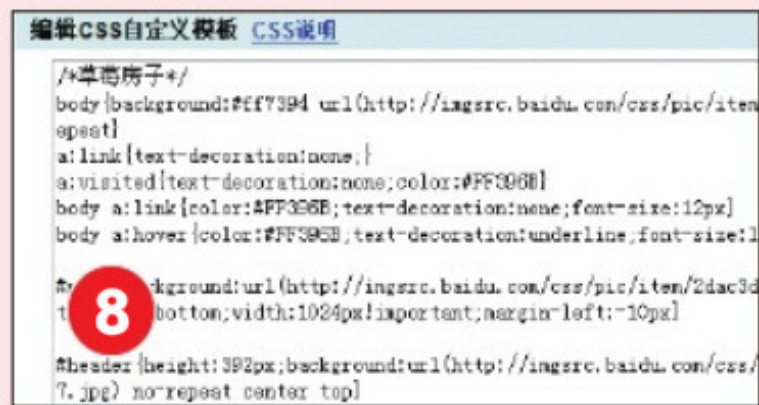 编辑CSS自定义模板 CSS说明
/*草莓房子*/
body{background:#ff7394 url(http://imgsrc.baidu.com/css/pic/item
epeat}
a:link{text-decoration:none;}
a:visited{text-decoration:none;color:#FF396B}
body a:link{color:#FF396B;text-decoration:none;font-size:12px}
body a:hover{color:#FF396B;text-decoration:underline;font-size:1
kground:url(http://imgsrc.baidu.com/css/pic/item/2dac3d
bottom;width:1024px!important;margin-left:-10px}
8
#header{height:392px;background:url(http://imgsrc.baidu.com/css/
7.jpg) no-repeat center top}